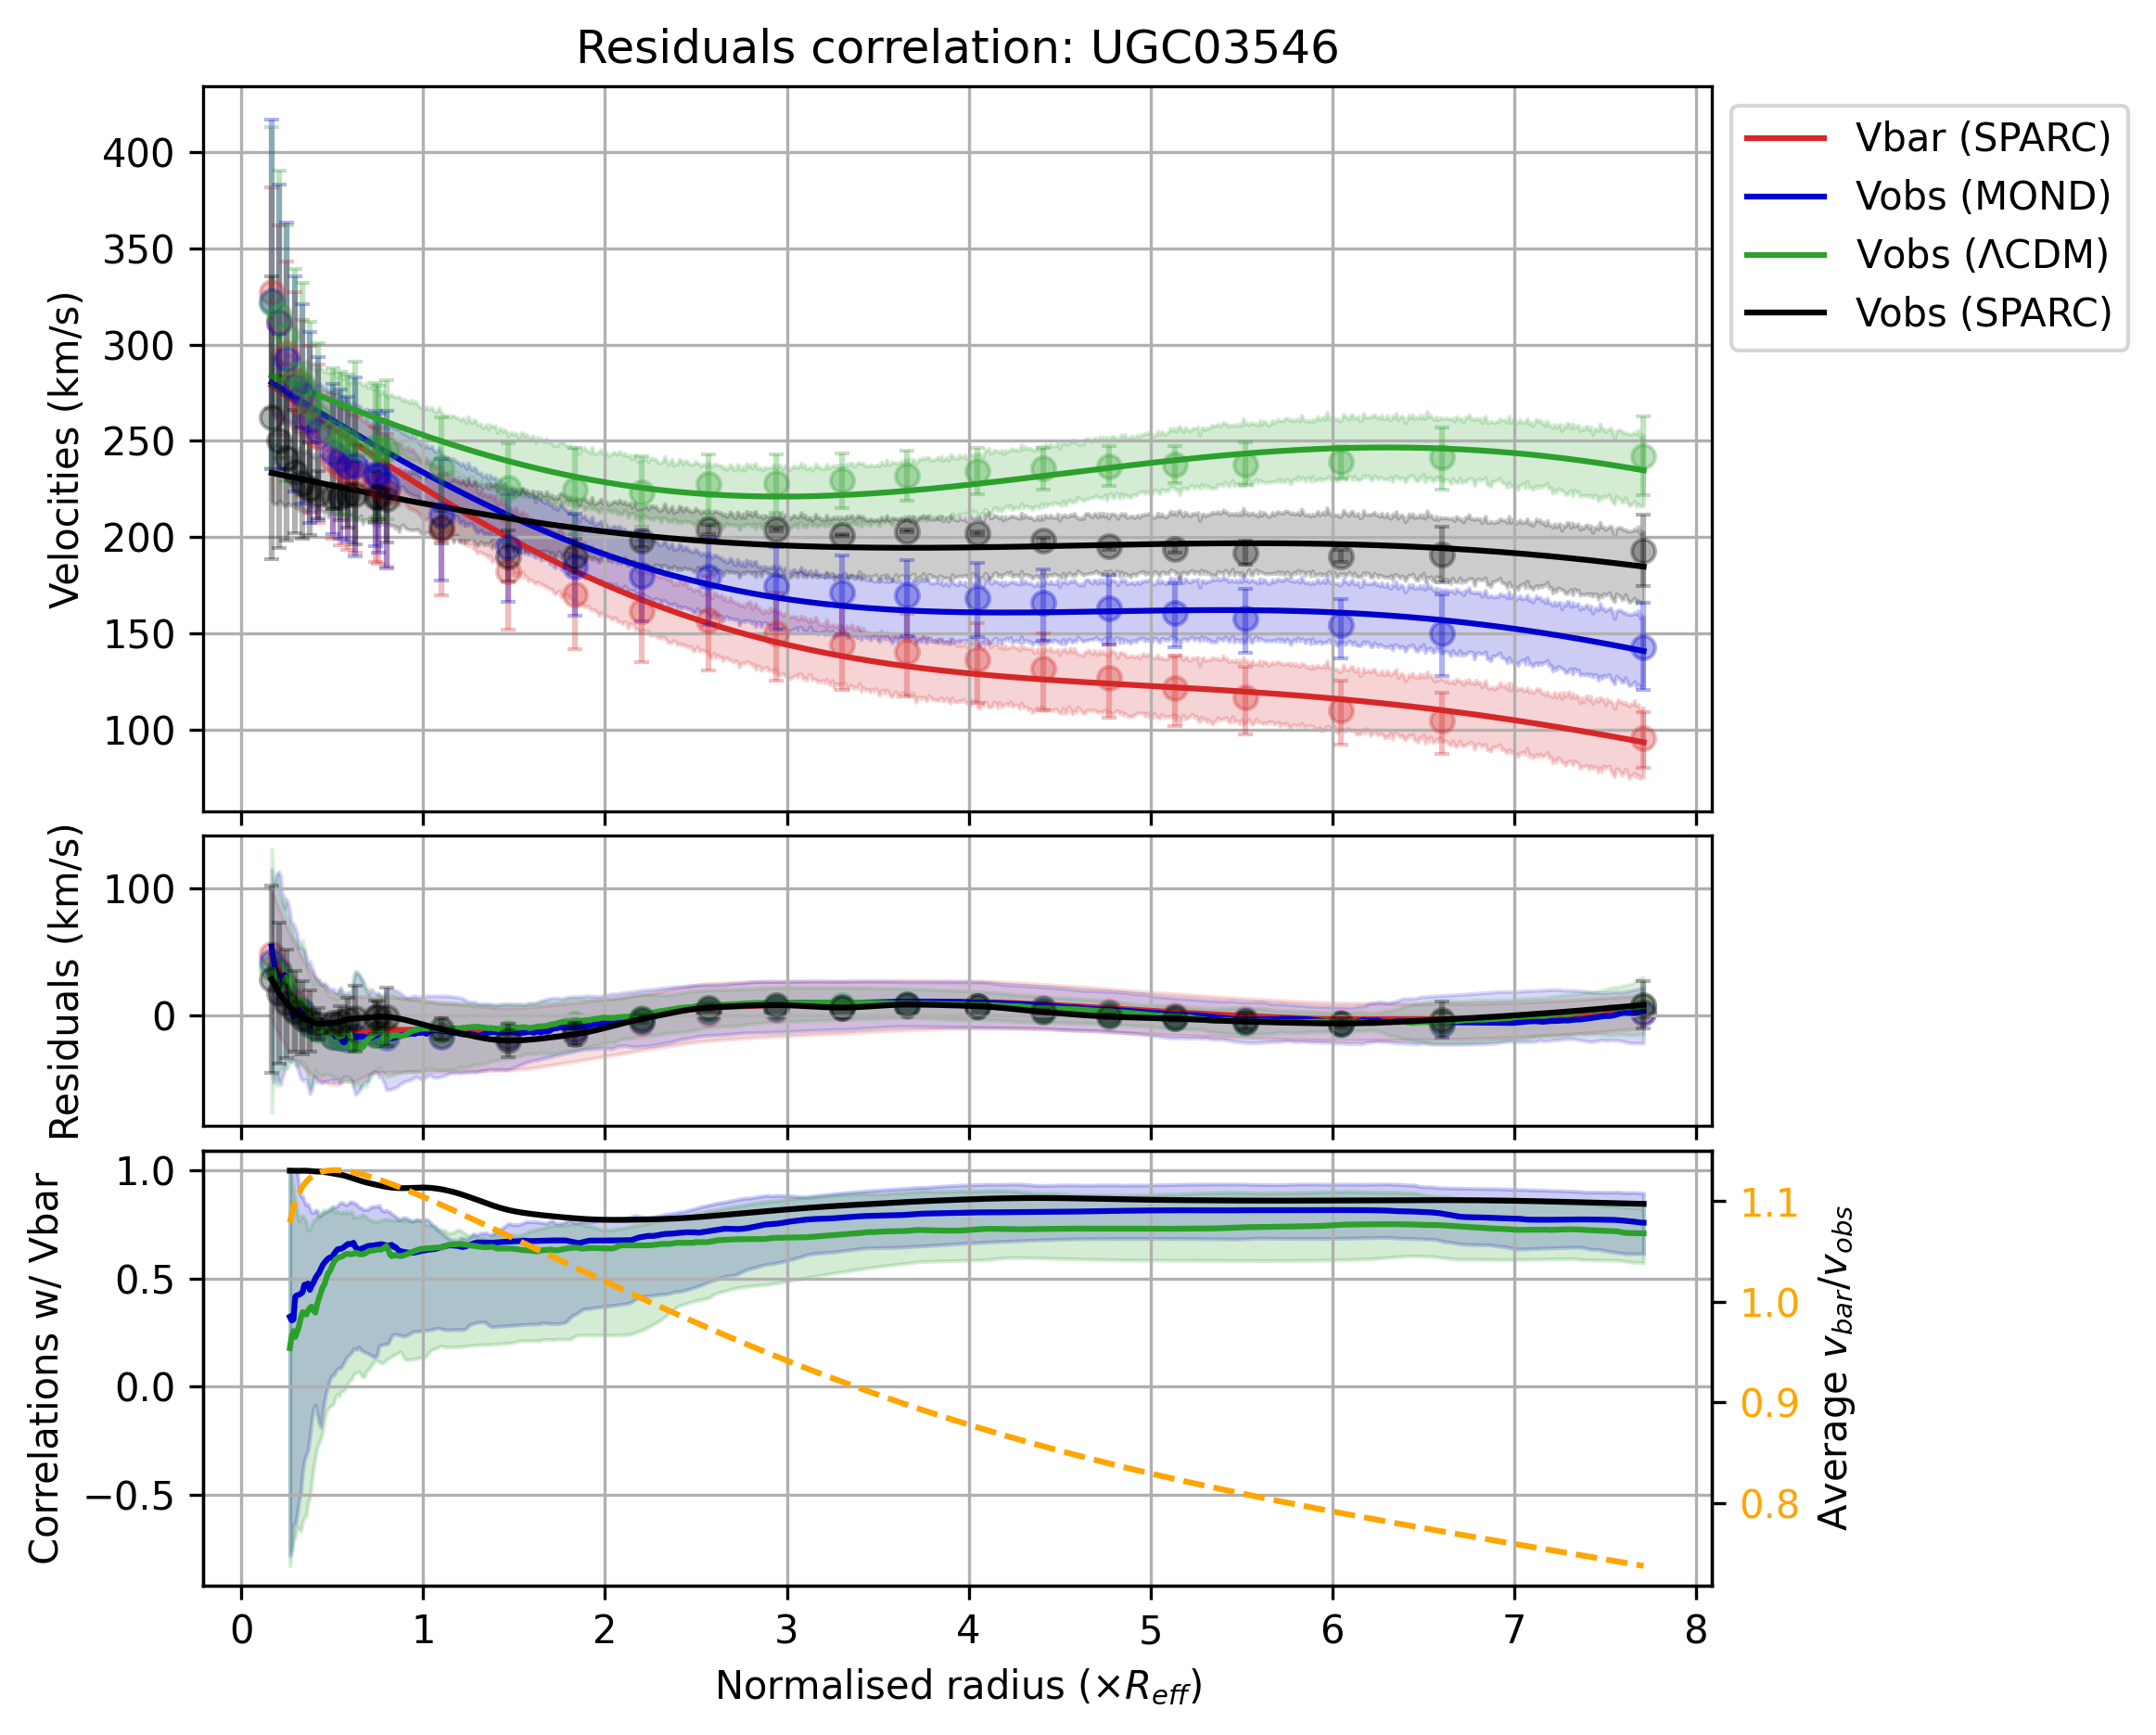 Residuals correlation: UGC03546
Velocities (km/s)
400
350
300
250
200
150
100
Vbar (SPARC)
Vobs (MOND)
Vobs (ΛCDM)
Vobs (SPARC)
Residuals (km/s)
100
0
Correlations w/ Vbar
1.0
0.5
0.0
−0.5
1.1
1.0
0.9
0.8
Average v_bar/v_obs
0 1 2 3 4 5 6 7 8
Normalised radius (×R_eff)